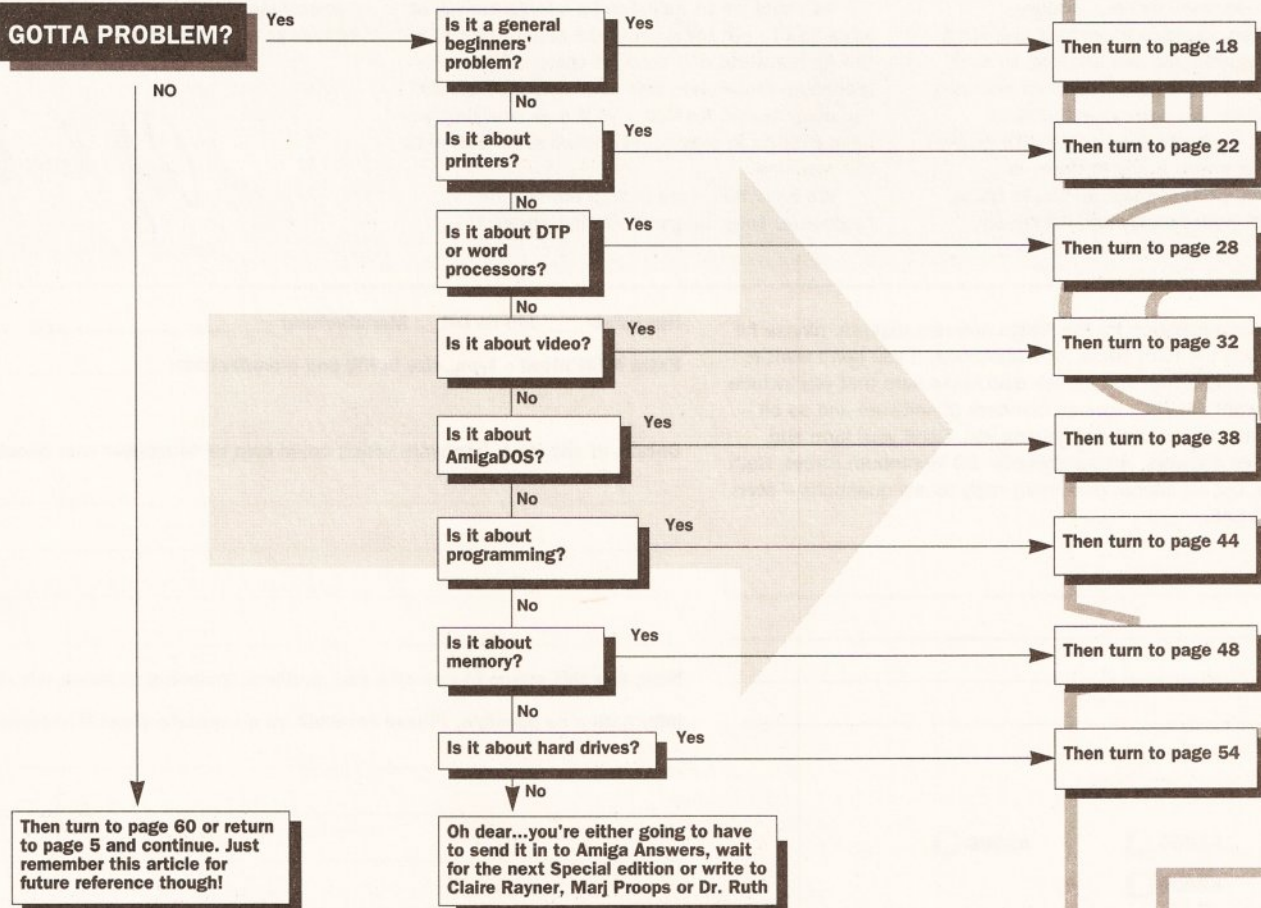 GOTTA PROBLEM?
Yes
NO
Is it a general
beginners'
problem?
Yes
Then turn to page 18
No
Is it about
printers?
Yes
Then turn to page 22
No
Is it about DTP
or word
processors?
Yes
Then turn to page 28
No
Is it about video?
Yes
Then turn to page 32
No
Is it about
AmigaDOS?
Yes
Then turn to page 38
No
Is it about
programming?
Yes
Then turn to page 44
No
Is it about
memory?
Yes
Then turn to page 48
No
Is it about hard drives?
Yes
Then turn to page 54
No
Then turn to page 60 or return
to page 5 and continue. Just
remember this article for
future reference though!
Oh dear...you're either going to have
to send it in to Amiga Answers, wait
for the next Special edition or write to
Claire Rayner, Marj Proops or Dr. Ruth